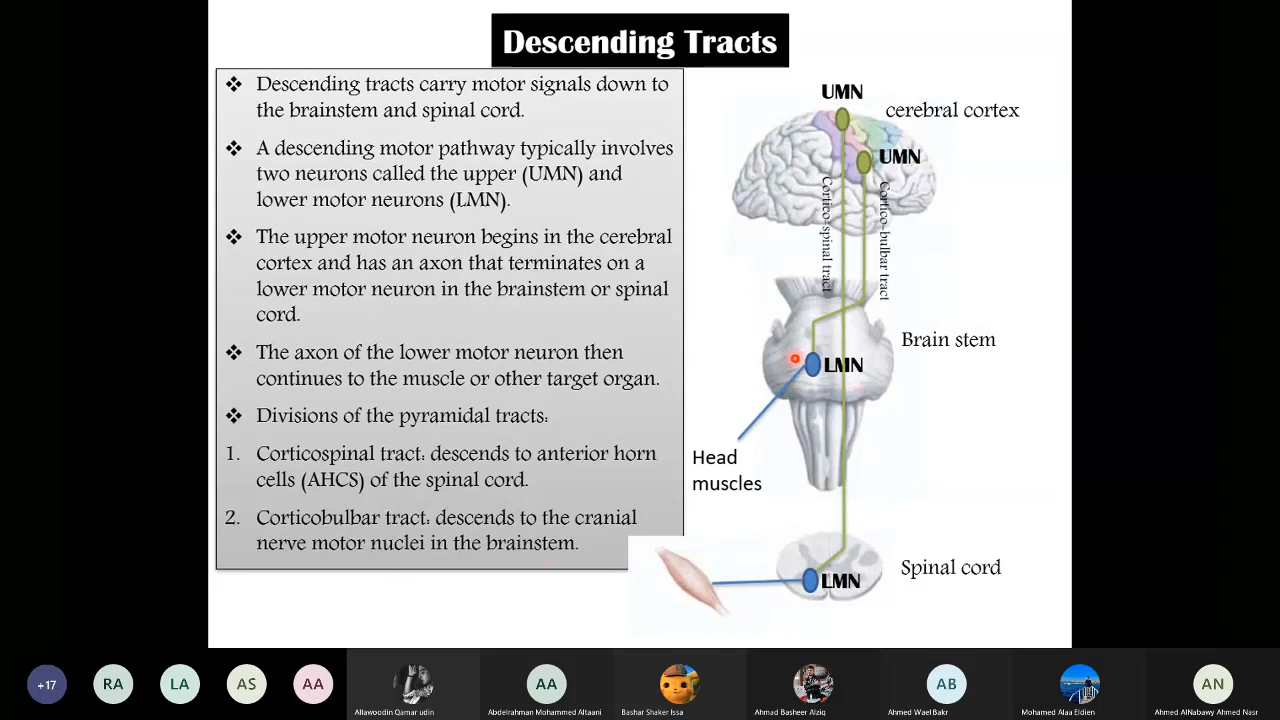 Descending Tracts
❖ Descending tracts carry motor signals down to
the brainstem and spinal cord.
❖ A descending motor pathway typically involves
two neurons called the upper (UMN) and
lower motor neurons (LMN).
❖ The upper motor neuron begins in the cerebral
cortex and has an axon that terminates on a
lower motor neuron in the brainstem or spinal
cord.
❖ The axon of the lower motor neuron then
continues to the muscle or other target organ.
❖ Divisions of the pyramidal tracts:
1. Corticospinal tract: descends to anterior horn
cells (AHCS) of the spinal cord.
2. Corticobulbar tract: descends to the cranial
nerve motor nuclei in the brainstem.
UMN
cerebral cortex
UMN
Cortico-spinal tract
Cortico-bulbar tract
Brain stem
LMN
Head
muscles
Spinal cord
LMN
+17
RA
LA
AS
AA
Allawoodin Qamar udin
AA
Abdelrahman Mohammed Altaani
Bashar Shaker Issa
Ahmad Basheer Alziq
AB
Ahmed Wael Bakr
Mohamed Alaa Eldien
AN
Ahmed AlNabawy Ahmed Nasr